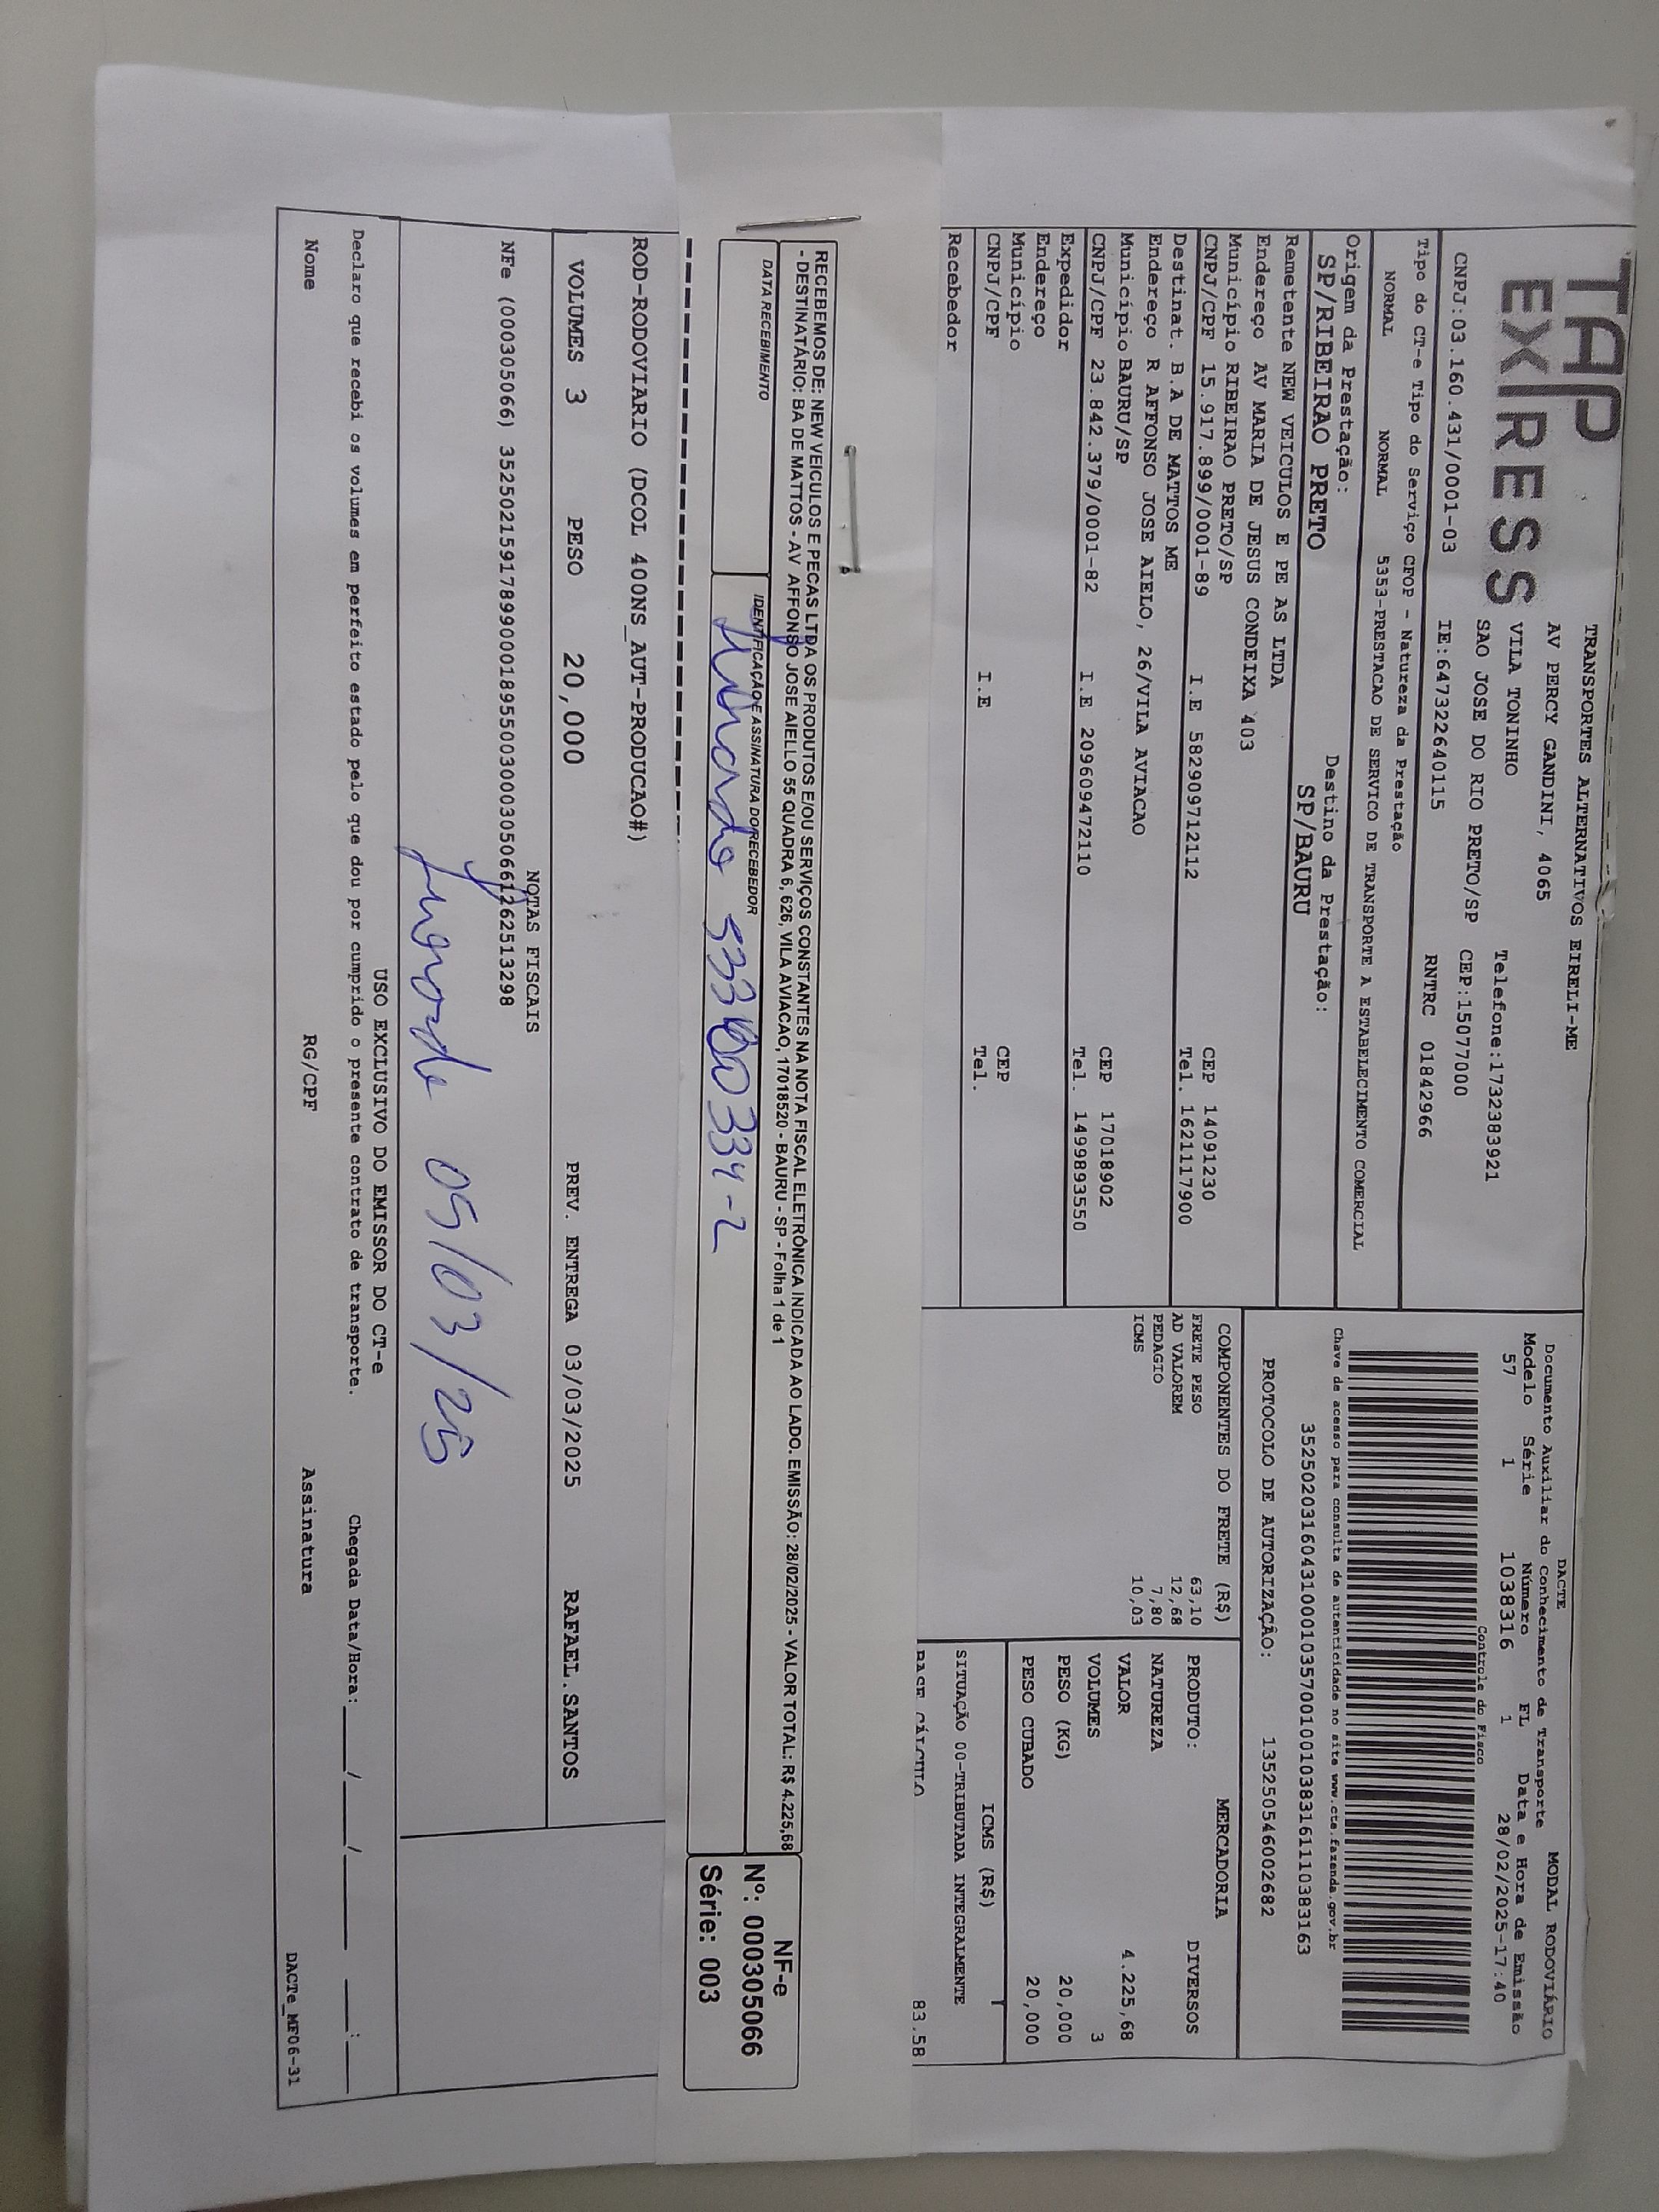 TAP
EXPRESS
TRANSPORTES ALTERNATIVOS EIRELI-ME
AV PERCY GANDINI, 4065
VILA TONINHO
Telefone:1732383921
SAO JOSE DO RIO PRETO/SP CEP:15077000
CNPJ:03.160.431/0001-03 IE:647322640115 RNTRC 01842966
Tipo do CT-e Tipo do Serviço CFOP - Natureza da Prestação
NORMAL NORMAL 5353-PRESTACAO DE SERVICO DE TRANSPORTE A ESTABELECIMENTO COMERCIAL
Origem da Prestação: Destino da Prestação:
SP/RIBEIRAO PRETO SP/BAURU
Remetente NEW VEICULOS E PE AS LTDA
Endereço AV MARIA DE JESUS CONDEIXA 403
Município RIBEIRAO PRETO/SP CEP 14091230
CNPJ/CPF 15.917.899/0001-89 I.E 582909712112 Tel. 1621117900
Destinat. B.A DE MATTOS ME
Endereço R AFFONSO JOSE AIELO, 26/VILA AVIACAO
Município BAURU/SP CEP 17018902
CNPJ/CPF 23.842.379/0001-82 I.E 209609472110 Tel. 1499893550
Expedidor
Endereço
Município CEP
CNPJ/CPF I.E Tel.
Recebedor
DACTE MODAL RODOVIÁRIO
Documento Auxiliar do Conhecimento de Transporte
Modelo Série Número FL Data e Hora de Emissão
57 1 1038316 1 28/02/2025-17:40
Controle do Fisco
Chave de acesso para consulta de autenticidade no site www.cte.fazenda.gov.br
35250203160431000103570010010383161110383163
PROTOCOLO DE AUTORIZAÇÃO: 135250546002682
COMPONENTES DO FRETE (R$)
FRETE PESO 63,10
AD VALOREM 12,68
PEDAGIO 7,80
ICMS 10,03
MERCADORIA
PRODUTO: DIVERSOS
NATUREZA
VALOR 4.225,68
VOLUMES 3
PESO (KG) 20,000
PESO CUBADO 20,000
ICMS (R$)
SITUAÇÃO 00-TRIBUTADA INTEGRALMENTE
BASE CÁLCULO 83.58
RECEBEMOS DE: NEW VEICULOS E PECAS LTDA OS PRODUTOS E/OU SERVIÇOS CONSTANTES NA NOTA FISCAL ELETRÔNICA INDICADA AO LADO. EMISSÃO: 28/02/2025 - VALOR TOTAL: R$ 4.225,68
- DESTINATÁRIO: BA DE MATTOS - AV AFFONSO JOSE AIELLO 55 QUADRA 6, 626, VILA AVIACAO, 17018520 - BAURU - SP - Folha 1 de 1
DATA RECEBIMENTO IDENTIFICAÇÃO E ASSINATURA DO RECEBEDOR
NF-e
Nº: 000305066
Série: 003
ROD-RODOVIARIO (DCOL 400NS_AUT-PRODUCAO#)
VOLUMES 3 PESO 20,000 PREV. ENTREGA 03/03/2025 RAFAEL.SANTOS
NOTAS FISCAIS
NFe (000305066) 35250215917899000189550030003050661262513298
05/03/25
USO EXCLUSIVO DO EMISSOR DO CT-e
Declaro que recebi os volumes em perfeito estado pelo que dou por cumprido o presente contrato de transporte. Chegada Data/Hora: ___/___/___ __:__
Nome RG/CPF Assinatura
DACTe_MF06-31